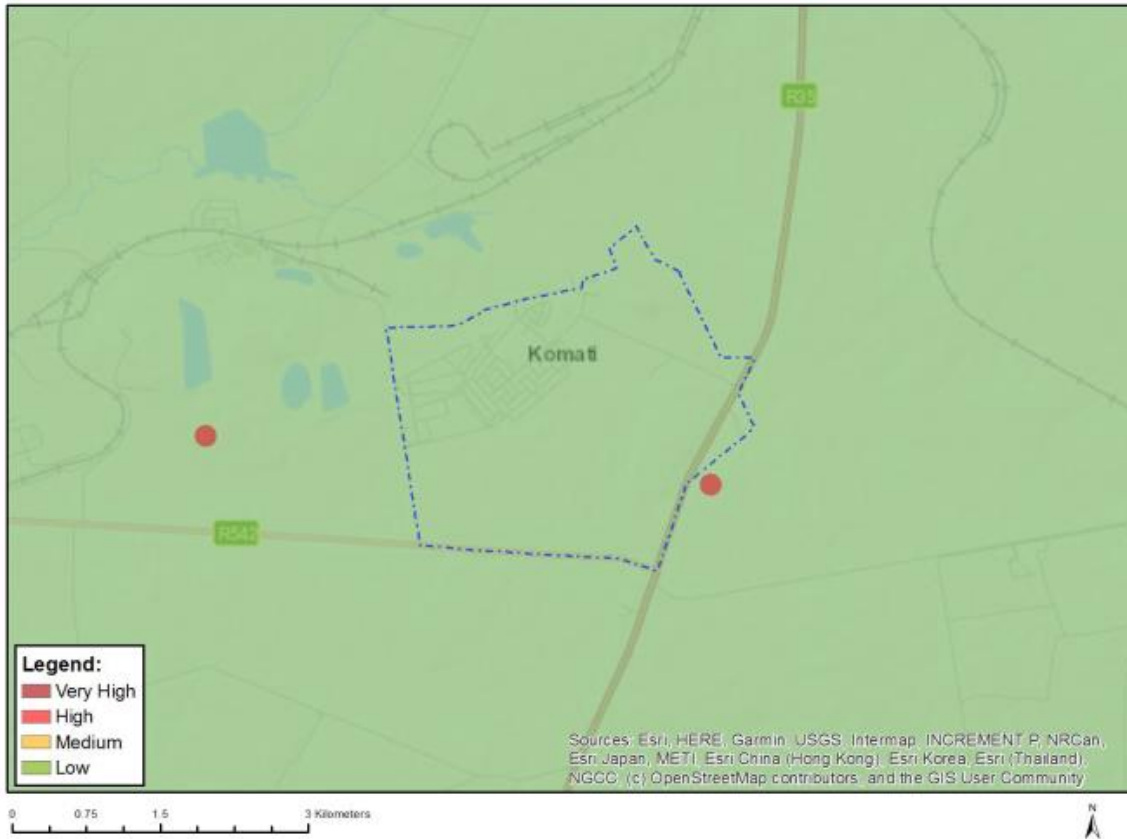 R35
Komati
R542
Legend:
Very High
High
Medium
Low
Sources: Esri, HERE, Garmin, USGS, Intermap, INCREMENT P, NRCan,
Esri Japan, METI, Esri China (Hong Kong), Esri Korea, Esri (Thailand),
NGCC, (c) OpenStreetMap contributors, and the GIS User Community
0 0.75 1.5 3 Kilometers
N